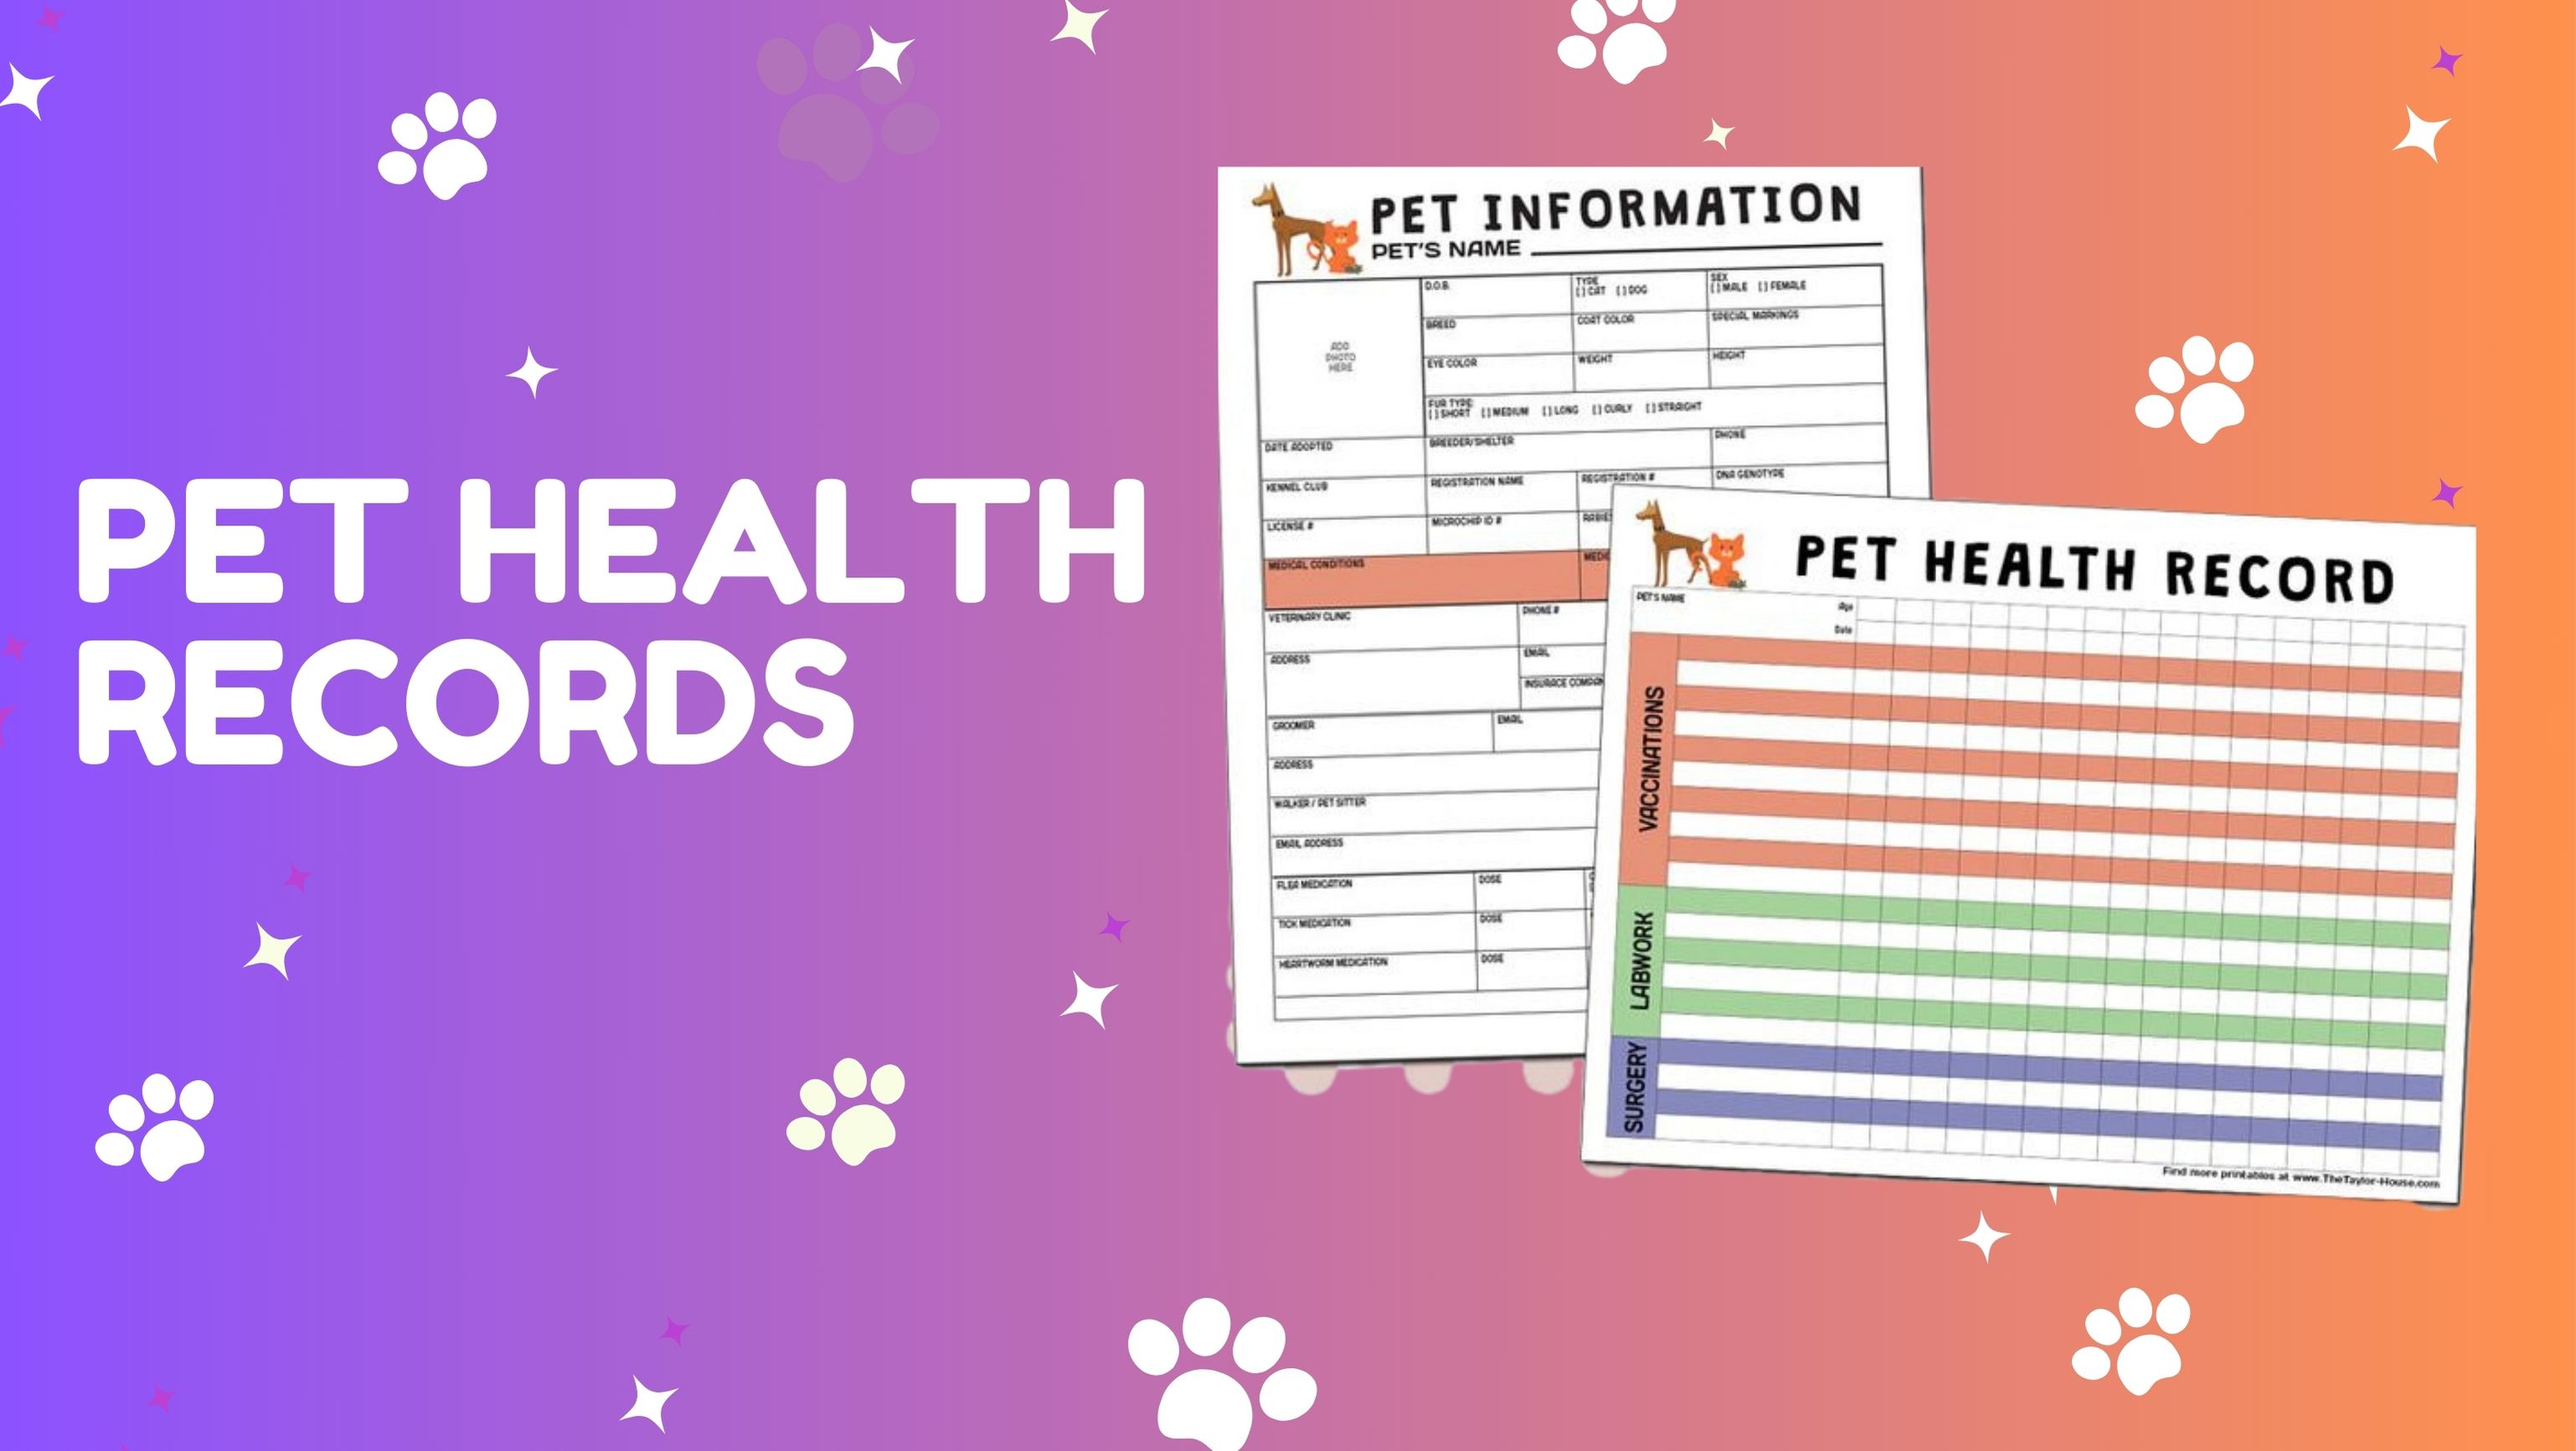 PET HEALTH
RECORDS
PET INFORMATION
PET'S NAME
ADD
PHOTO
HERE
D.O.B.
TYPE
[ ] CAT [ ] DOG
SEX
[ ] MALE [ ] FEMALE
BREED
COAT COLOR
SPECIAL MARKINGS
EYE COLOR
WEIGHT
HEIGHT
FUR TYPE:
[ ] SHORT [ ] MEDIUM [ ] LONG [ ] CURLY [ ] STRAIGHT
DATE ADOPTED
BREEDER/SHELTER
PHONE
KENNEL CLUB
REGISTRATION NAME
REGISTRATION #
DNA GENOTYPE
LICENSE #
MICROCHIP ID #
MEDICAL CONDITIONS
VETERINARY CLINIC
PHONE #
ADDRESS
EMAIL
INSURACE
GROOMER
EMAIL
ADDRESS
WALKER / PET SITTER
EMAIL ADDRESS
FLEA MEDICATION
DOSE
TICK MEDICATION
DOSE
HEARTWORM MEDICATION
DOSE
PET HEALTH RECORD
PET'S NAME
Age
Date
VACCINATIONS
LABWORK
SURGERY
Find more printables at www.TheTaylor-House.com